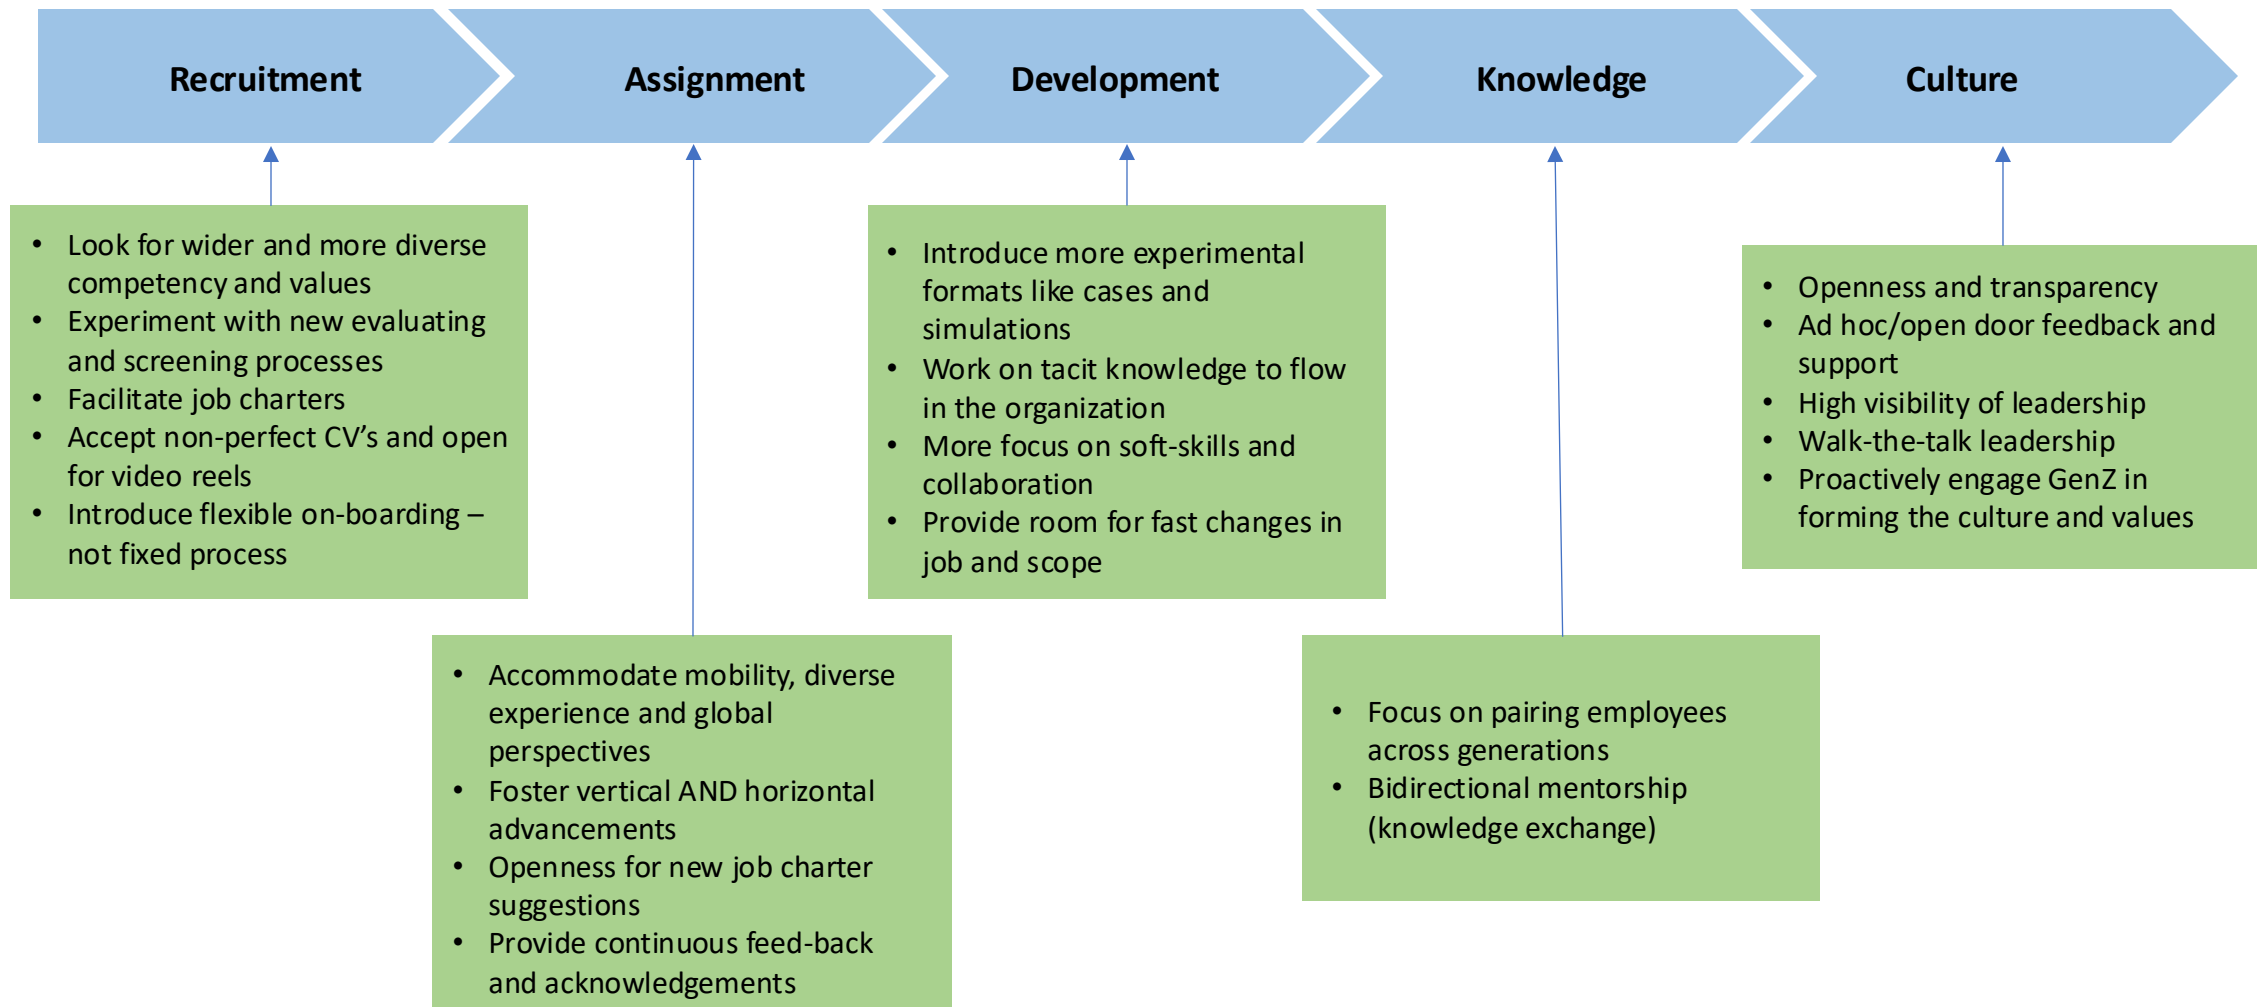 Recruitment
Assignment
Development
Knowledge
Culture
• Look for wider and more diverse
competency and values
• Experiment with new evaluating
and screening processes
• Facilitate job charters
• Accept non-perfect CV’s and open
for video reels
• Introduce flexible on-boarding –
not fixed process
• Accommodate mobility, diverse
experience and global
perspectives
• Foster vertical AND horizontal
advancements
• Openness for new job charter
suggestions
• Provide continuous feed-back
and acknowledgements
• Introduce more experimental
formats like cases and
simulations
• Work on tacit knowledge to flow
in the organization
• More focus on soft-skills and
collaboration
• Provide room for fast changes in
job and scope
• Focus on pairing employees
across generations
• Bidirectional mentorship
(knowledge exchange)
• Openness and transparency
• Ad hoc/open door feedback and
support
• High visibility of leadership
• Walk-the-talk leadership
• Proactively engage GenZ in
forming the culture and values